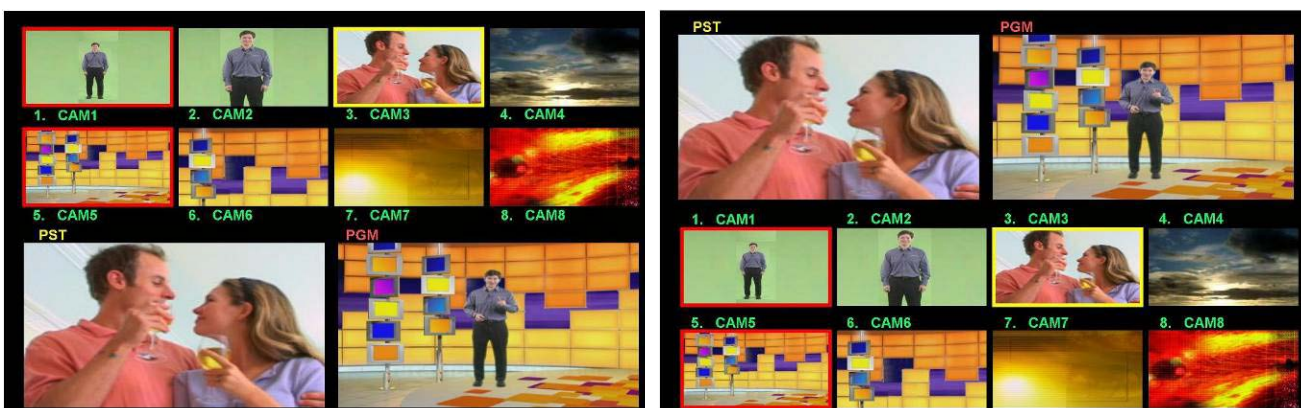 1. CAM1 2. CAM2 3. CAM3 4. CAM4
5. CAM5 6. CAM6 7. CAM7 8. CAM8
PST PGM
PST PGM
1. CAM1 2. CAM2 3. CAM3 4. CAM4
5. CAM5 6. CAM6 7. CAM7 8. CAM8